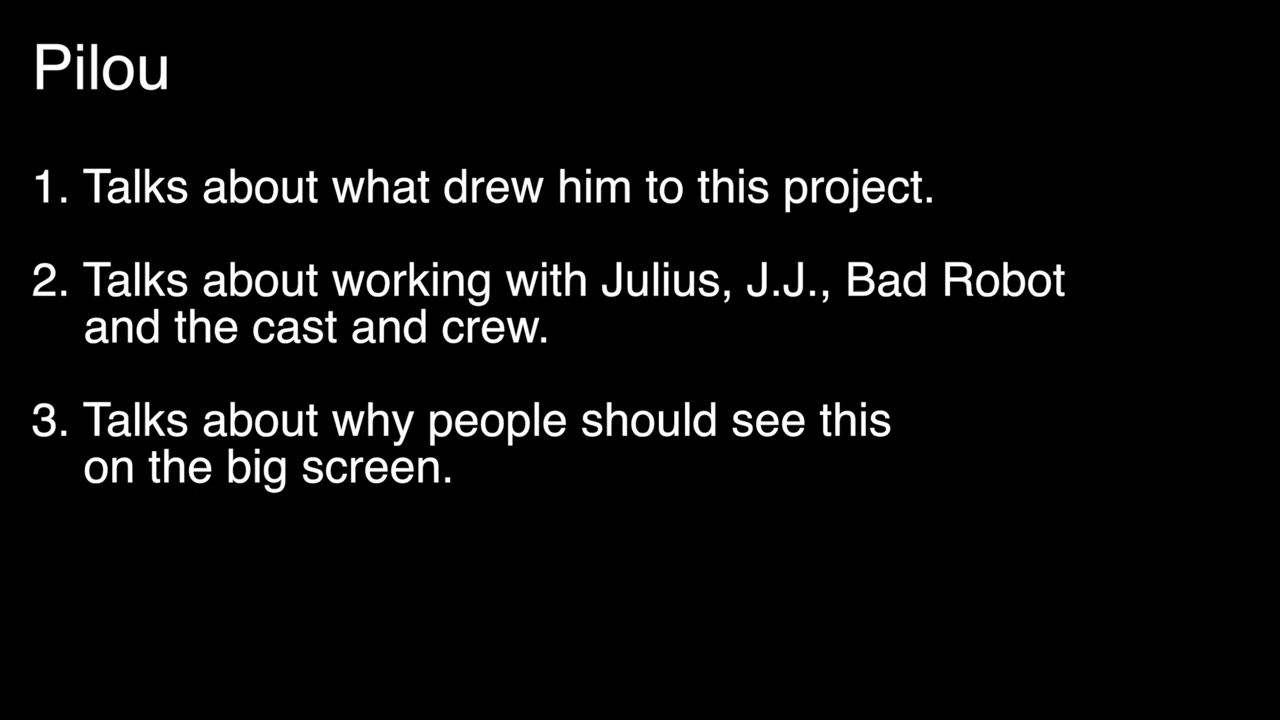 Pilou
1. Talks about what drew him to this project.
2. Talks about working with Julius, J.J., Bad Robot
and the cast and crew.
3. Talks about why people should see this
on the big screen.